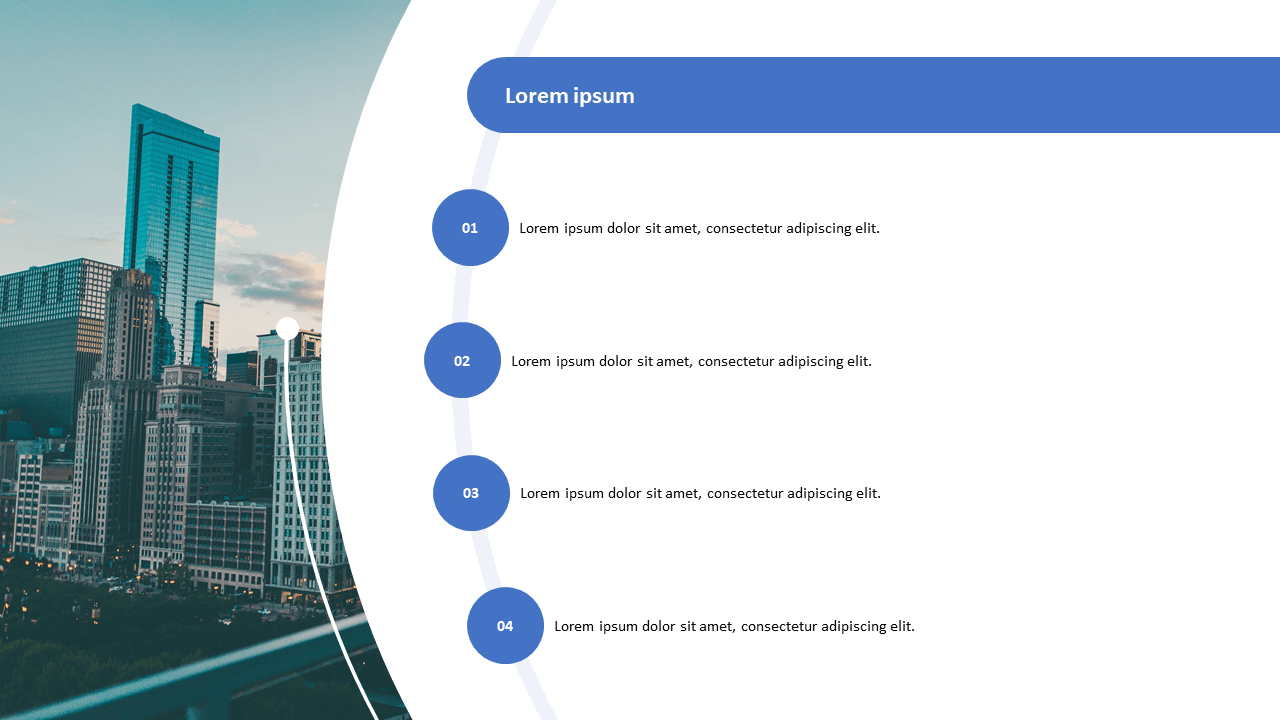 Lorem ipsum
01
Lorem ipsum dolor sit amet, consectetur adipiscing elit.
02
Lorem ipsum dolor sit amet, consectetur adipiscing elit.
03
Lorem ipsum dolor sit amet, consectetur adipiscing elit.
04
Lorem ipsum dolor sit amet, consectetur adipiscing elit.